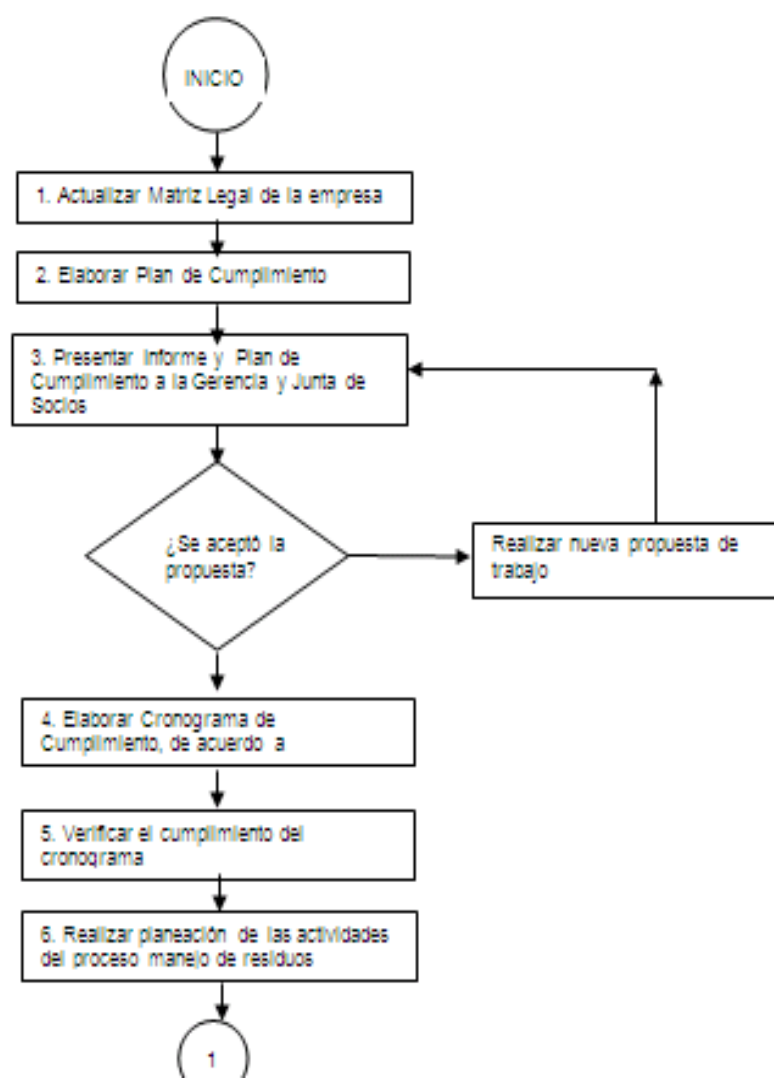 INICIO
1. Actualizar Matriz Legal de la empresa
2. Elaborar Plan de Cumplimiento
3. Presentar Informe y Plan de
Cumplimiento a la Gerencia y Junta de
Socios
¿Se aceptó la
propuesta?
Realizar nueva propuesta de
trabajo
4. Elaborar Cronograma de
Cumplimiento, de acuerdo a
5. Verificar el cumplimiento del
cronograma
6. Realizar planeación de las actividades
del proceso manejo de residuos
1